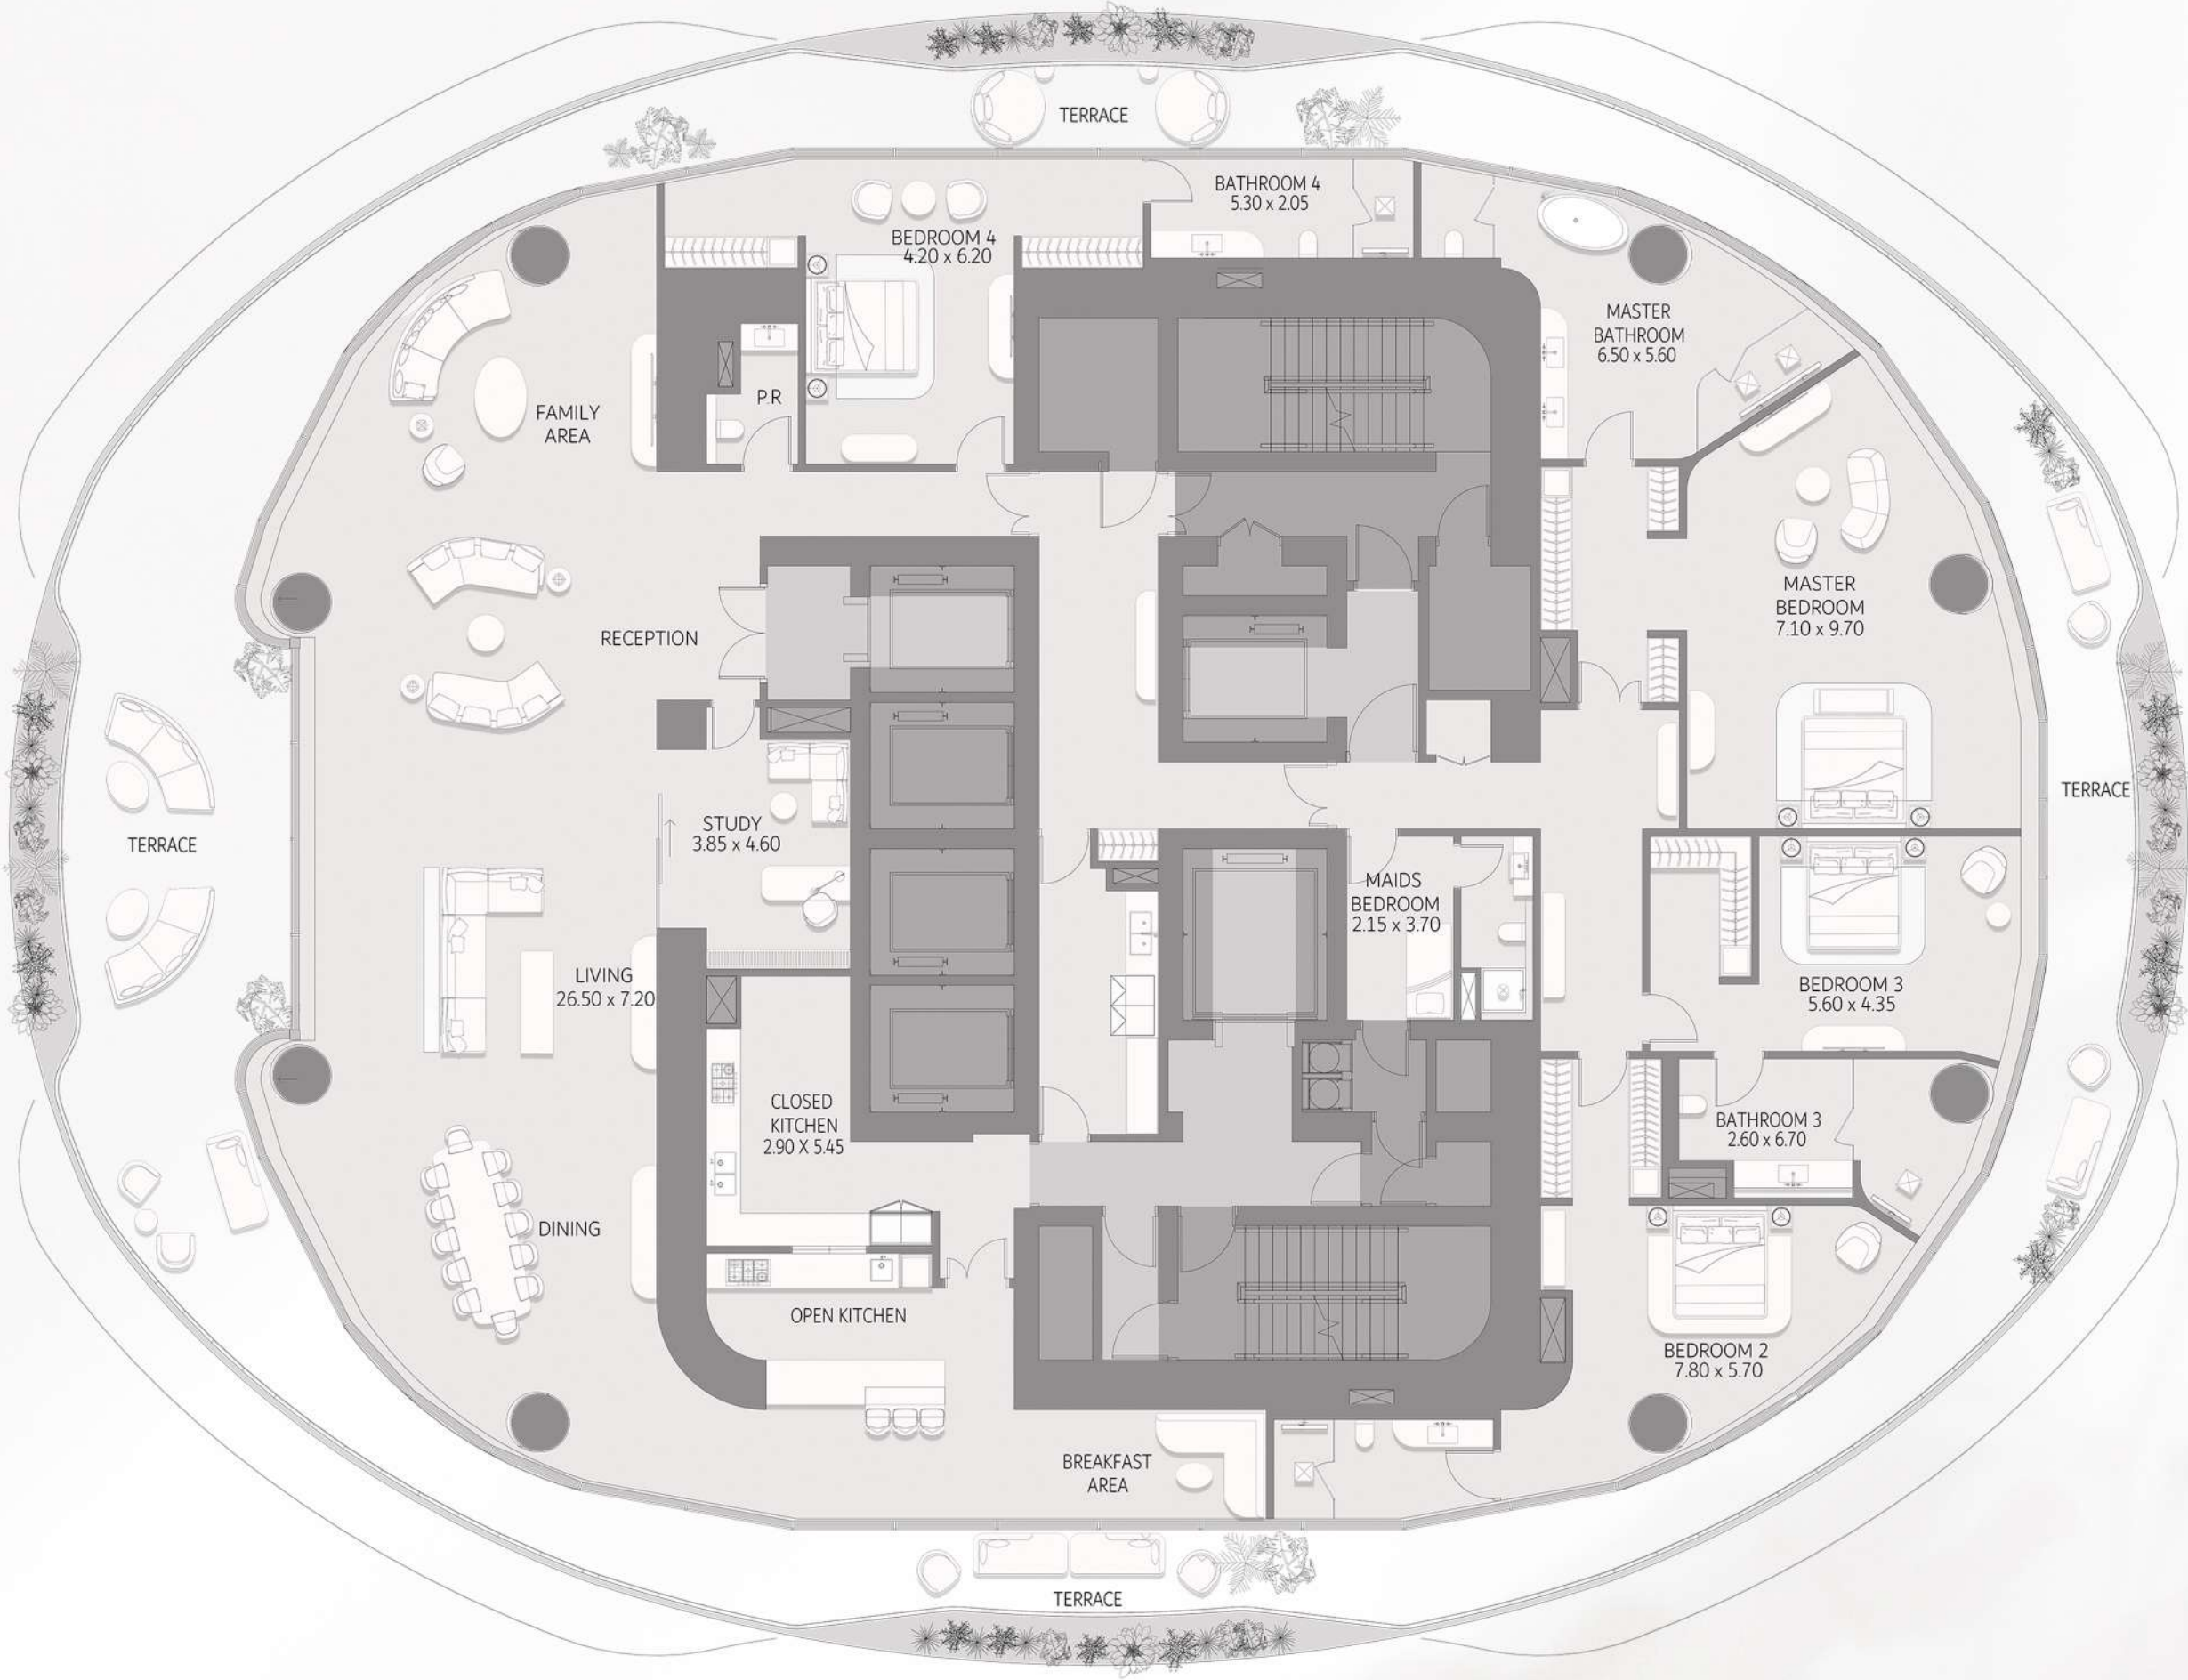 TERRACE
BATHROOM 4
5.30 x 2.05
BEDROOM 4
4.20 x 6.20
MASTER
BATHROOM
6.50 x 5.60
P.R
FAMILY
AREA
MASTER
BEDROOM
7.10 x 9.70
RECEPTION
TERRACE
STUDY
3.85 x 4.60
TERRACE
MAIDS
BEDROOM
2.15 x 3.70
LIVING
26.50 x 7.20
BEDROOM 3
5.60 x 4.35
CLOSED
KITCHEN
2.90 X 5.45
BATHROOM 3
2.60 x 6.70
DINING
OPEN KITCHEN
BEDROOM 2
7.80 x 5.70
BREAKFAST
AREA
TERRACE